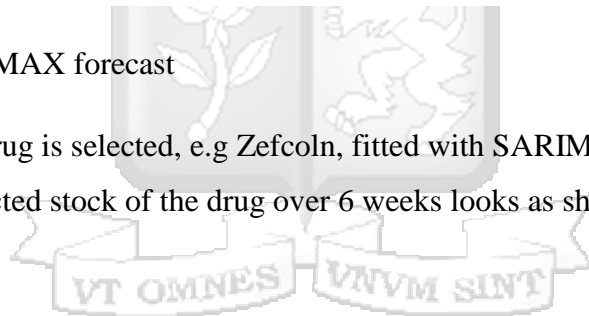 MAX forecast
rug is selected, e.g Zefcoln, fitted with SARIM
cted stock of the drug over 6 weeks looks as sh
VT OMNES VNVM SINT